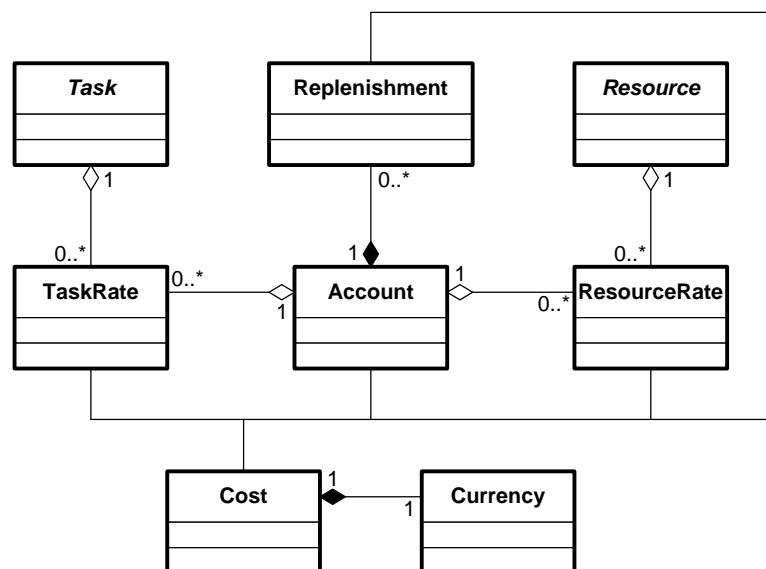 Task
Replenishment
Resource
1
0..*
1
0..*
1
0..*
0..*
1
1
0..*
TaskRate
Account
ResourceRate
1
1
Cost
Currency